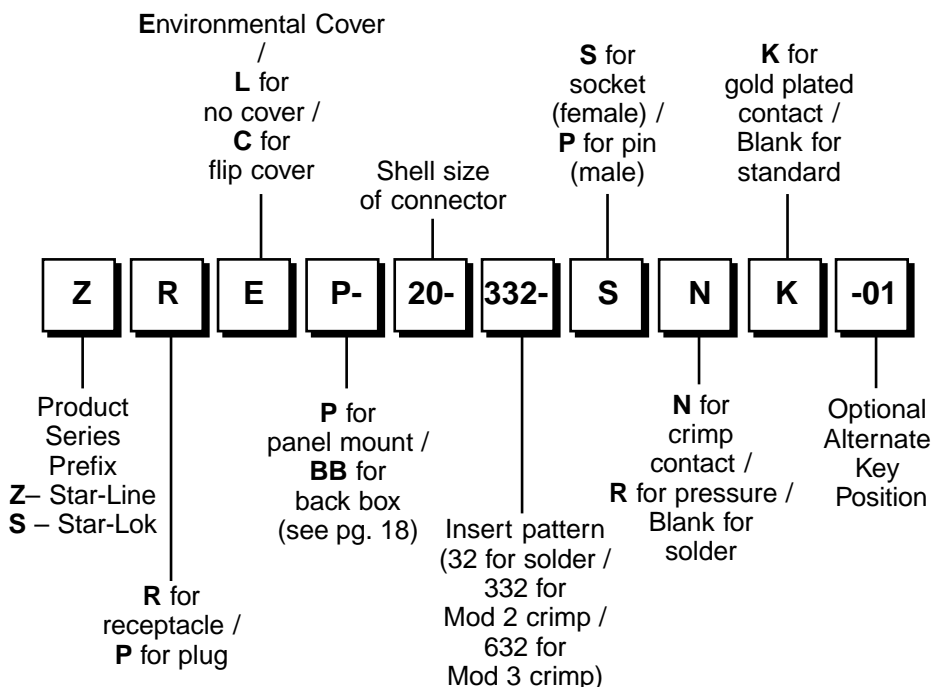 Environmental Cover
/
L for
no cover /
C for
flip cover
Shell size
of connector
S for
socket
(female) /
P for pin
(male)
K for
gold plated
contact /
Blank for
standard
Z R E P- 20- 332- S N K -01
Product
Series
Prefix
Z– Star-Line
S – Star-Lok
R for
receptacle /
P for plug
P for
panel mount /
BB for
back box
(see pg. 18)
Insert pattern
(32 for solder /
332 for
Mod 2 crimp /
632 for
Mod 3 crimp)
N for
crimp
contact /
R for pressure /
Blank for
solder
Optional
Alternate
Key
Position